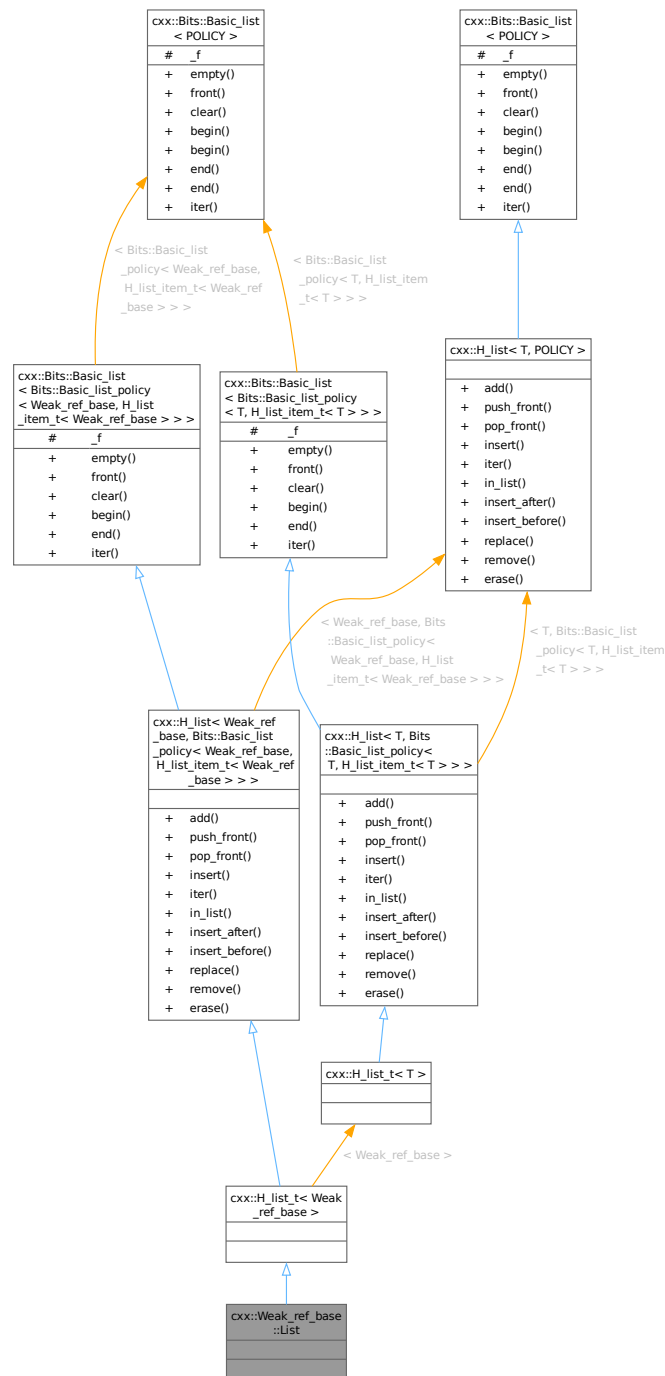 cxx::Bits::Basic_list
< POLICY >
# _f
+ empty()
+ front()
+ clear()
+ begin()
+ begin()
+ end()
+ end()
+ iter()
cxx::Bits::Basic_list
< POLICY >
# _f
+ empty()
+ front()
+ clear()
+ begin()
+ begin()
+ end()
+ end()
+ iter()
< Bits::Basic_list
_policy< Weak_ref_base,
H_list_item_t< Weak_ref
_base > > >
< Bits::Basic_list
_policy< T, H_list_item
_t< T > > >
cxx::Bits::Basic_list
< Bits::Basic_list_policy
< Weak_ref_base, H_list
_item_t< Weak_ref_base > > >
# _f
+ empty()
+ front()
+ clear()
+ begin()
+ end()
+ iter()
cxx::Bits::Basic_list
< Bits::Basic_list_policy
< T, H_list_item_t< T > > >
# _f
+ empty()
+ front()
+ clear()
+ begin()
+ end()
+ iter()
cxx::H_list< T, POLICY >
+ add()
+ push_front()
+ pop_front()
+ insert()
+ iter()
+ in_list()
+ insert_after()
+ insert_before()
+ replace()
+ remove()
+ erase()
< Weak_ref_base, Bits
::Basic_list_policy<
Weak_ref_base, H_list
_item_t< Weak_ref_base > > >
< T, Bits::Basic_list
_policy< T, H_list_item
_t< T > > >
cxx::H_list< Weak_ref
_base, Bits::Basic_list
_policy< Weak_ref_base,
H_list_item_t< Weak_ref
_base > > >
+ add()
+ push_front()
+ pop_front()
+ insert()
+ iter()
+ in_list()
+ insert_after()
+ insert_before()
+ replace()
+ remove()
+ erase()
cxx::H_list< T, Bits
::Basic_list_policy<
T, H_list_item_t< T > > >
+ add()
+ push_front()
+ pop_front()
+ insert()
+ iter()
+ in_list()
+ insert_after()
+ insert_before()
+ replace()
+ remove()
+ erase()
cxx::H_list_t< T >
< Weak_ref_base >
cxx::H_list_t< Weak
_ref_base >
cxx::Weak_ref_base
::List